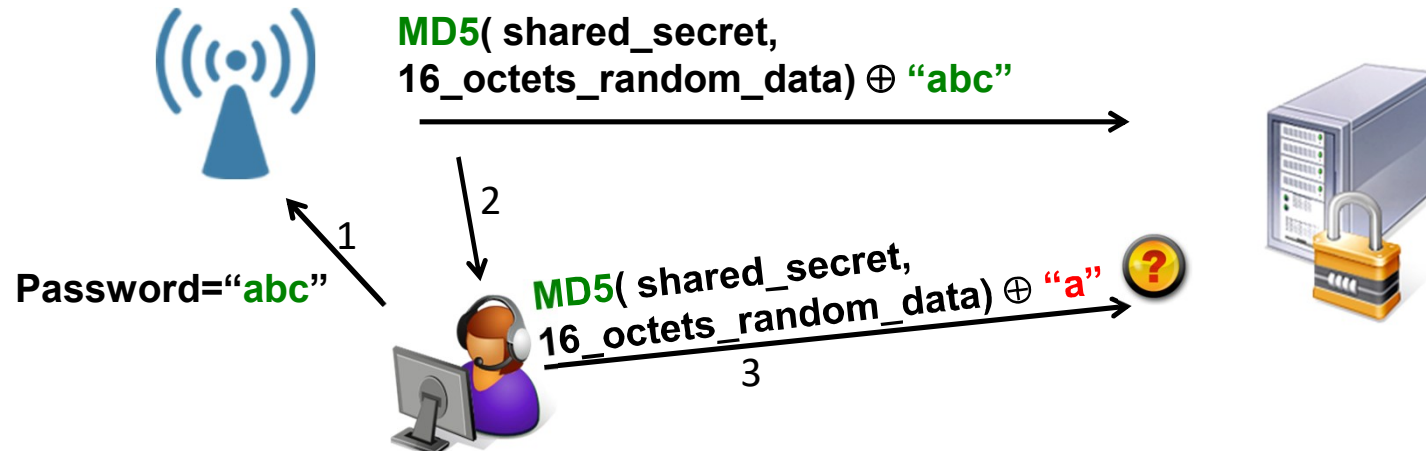 MD5( shared_secret,
16_octets_random_data) ⊕ “abc”
2
1
Password=“abc”
MD5( shared_secret,
16_octets_random_data) ⊕ “a”
?
3